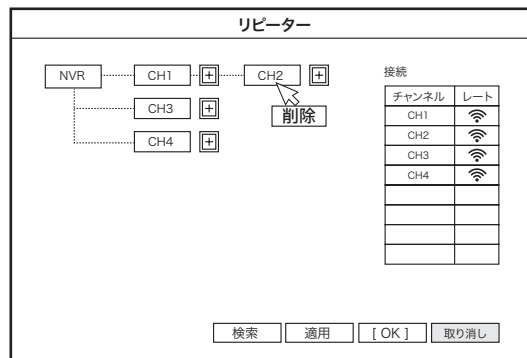 リピーター
NVR CH1 CH2
CH3
CH4
削除
接続
チャンネル レート
CH1
CH2
CH3
CH4
検索 適用 [ OK ] 取り消し